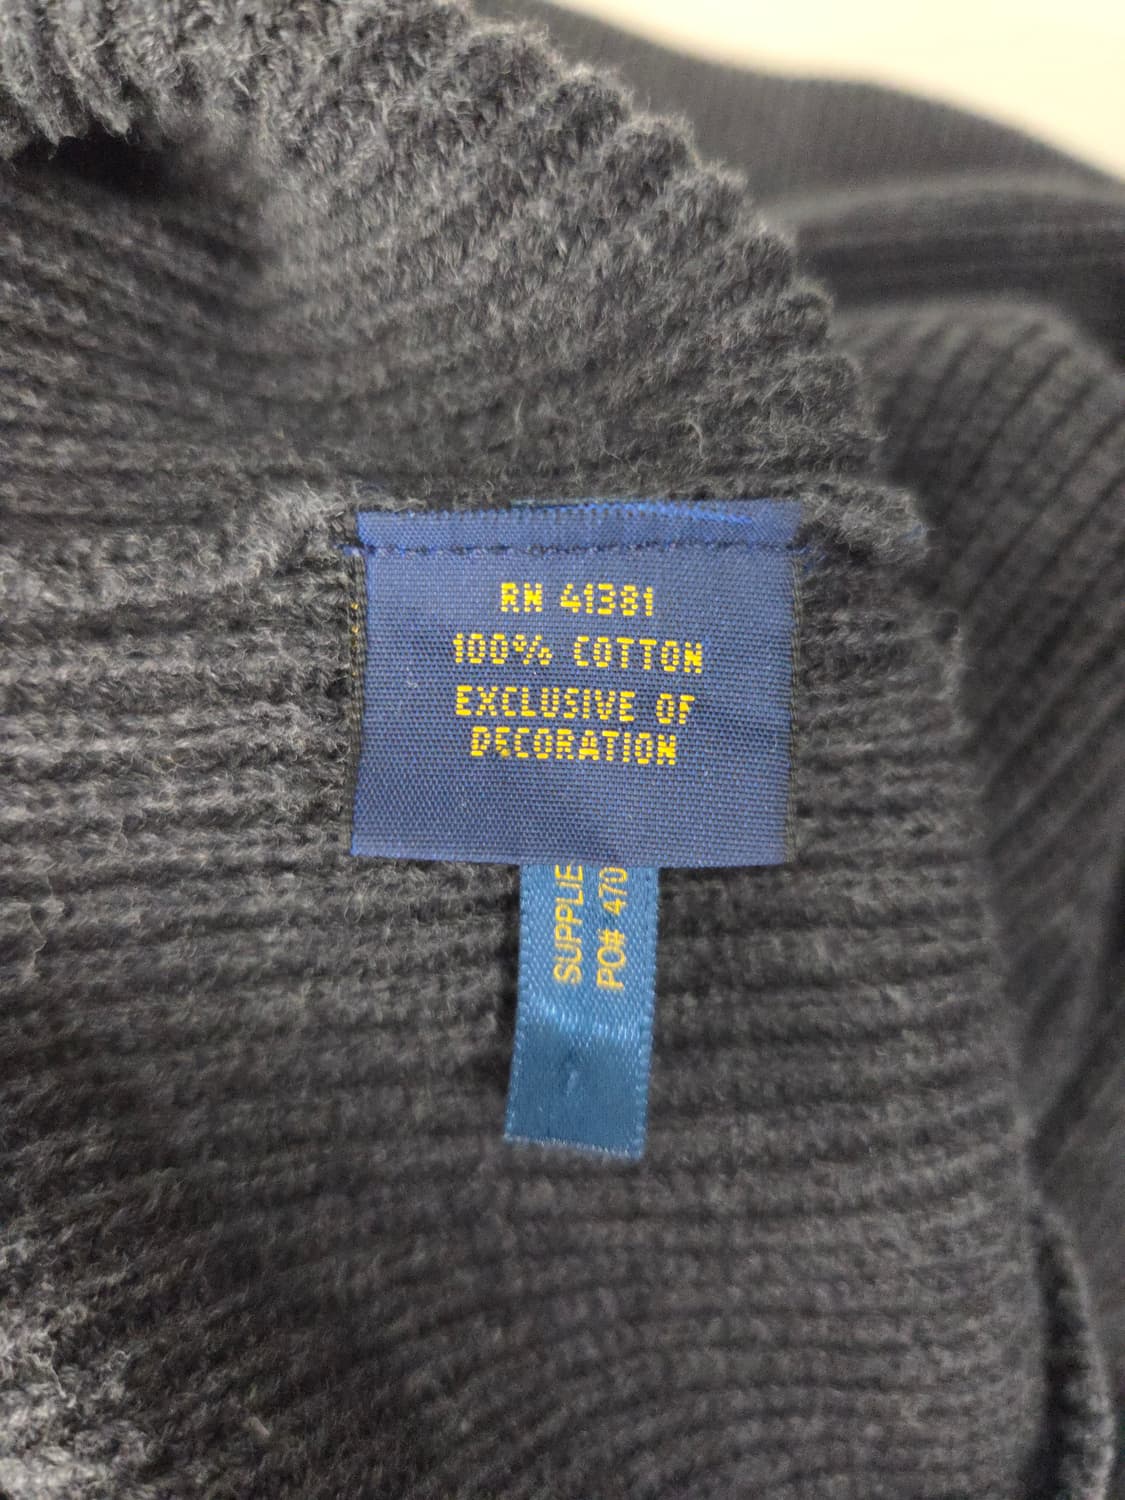 RN 41381
100% COTTON
EXCLUSIVE OF
DECORATION
SUPPLIE
PO# 470